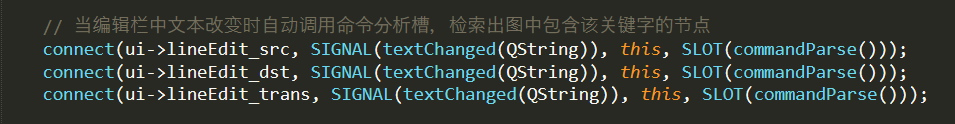 // 当编辑栏中文本改变时自动调用命令分析槽，检索出图中包含该关键字的节点
connect(ui->lineEdit_src, SIGNAL(textChanged(QString)), this, SLOT(commandParse()));
connect(ui->lineEdit_dst, SIGNAL(textChanged(QString)), this, SLOT(commandParse()));
connect(ui->lineEdit_trans, SIGNAL(textChanged(QString)), this, SLOT(commandParse()));